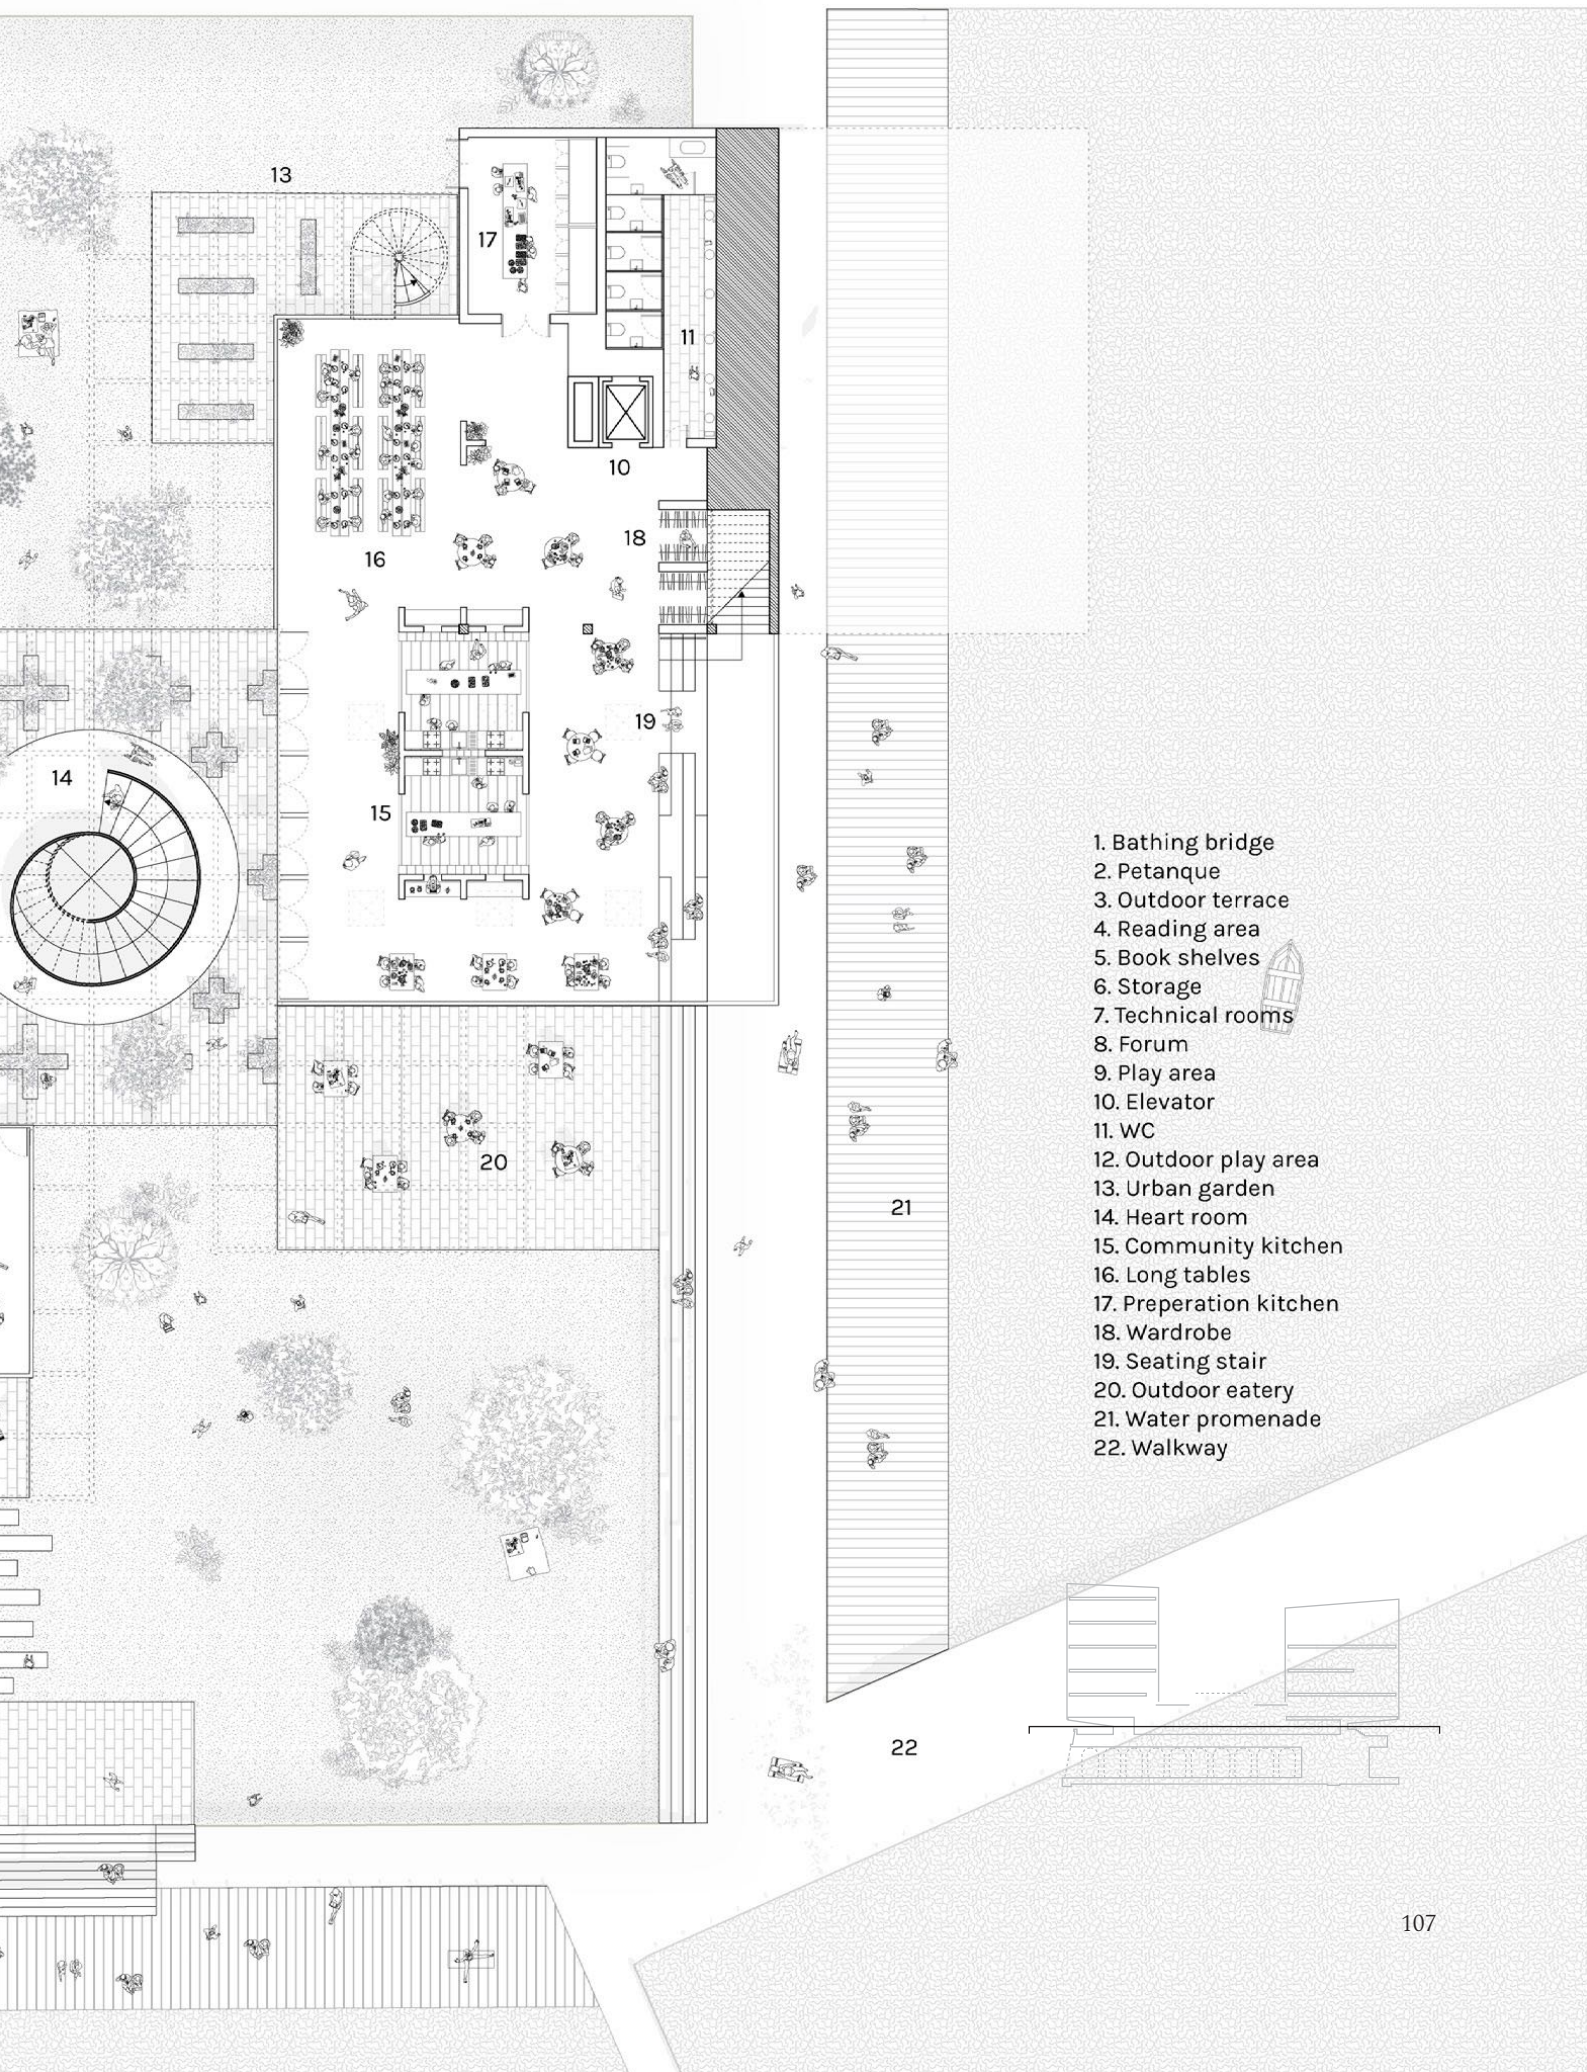 13
17
11
10
18
16
19
14
15
1. Bathing bridge
2. Petanque
3. Outdoor terrace
4. Reading area
5. Book shelves
6. Storage
7. Technical rooms
8. Forum
9. Play area
10. Elevator
11. WC
12. Outdoor play area
13. Urban garden
14. Heart room
15. Community kitchen
16. Long tables
17. Preperation kitchen
18. Wardrobe
19. Seating stair
20. Outdoor eatery
21. Water promenade
22. Walkway
20
21
22
107